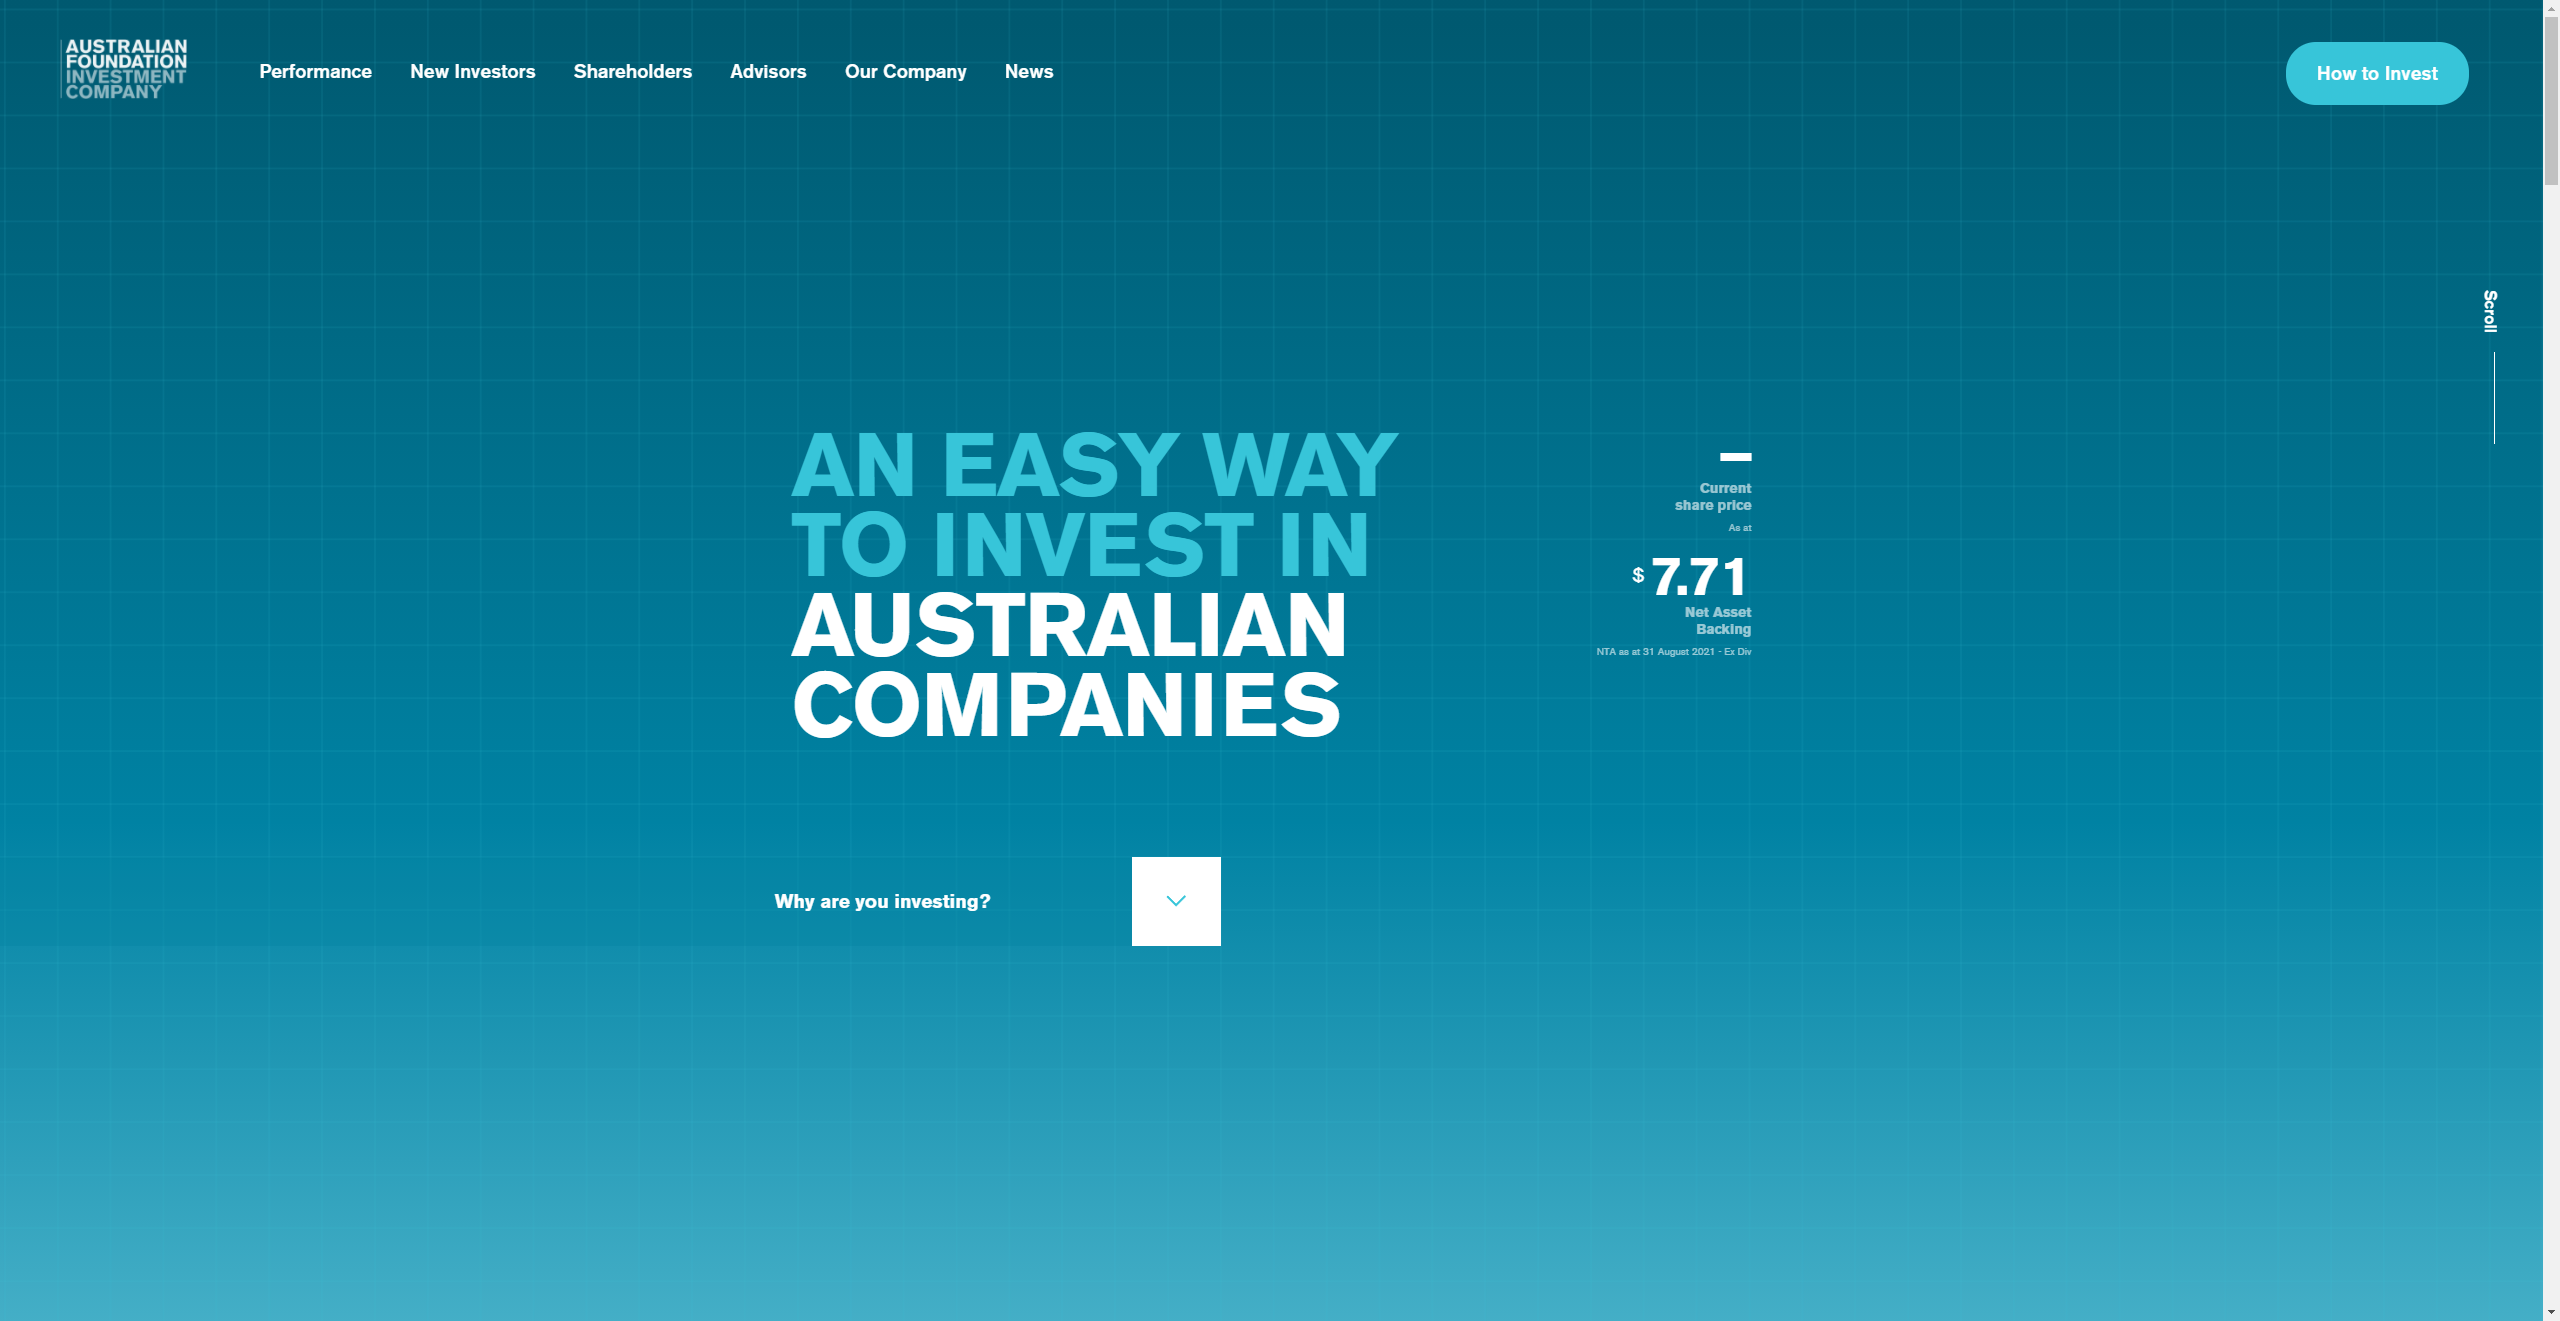 AUSTRALIAN
FOUNDATION
INVESTMENT
COMPANY
Performance
New Investors
Shareholders
Advisors
Our Company
News
How to Invest
Scroll
AN EASY WAY
TO INVEST IN
AUSTRALIAN
COMPANIES
Current
share price
As at
$ 7.71
Net Asset
Backing
NTA as at 31 August 2021 - Ex Div
Why are you investing?